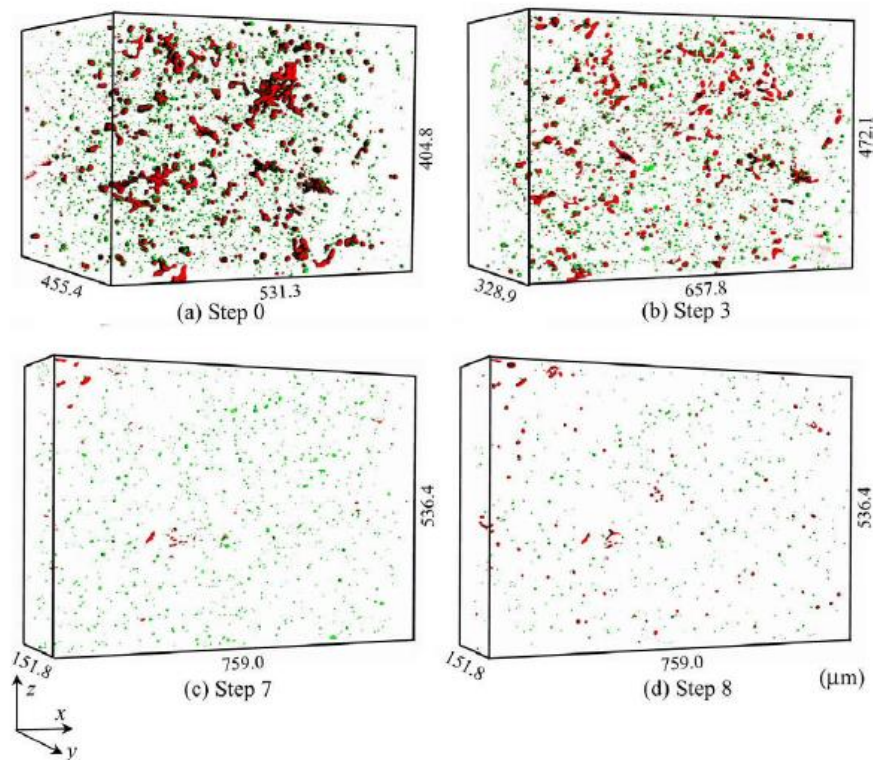 404.8
455.4
531.3
(a) Step 0
472.1
328.9
657.8
(b) Step 3
536.4
151.8
759.0
(c) Step 7
536.4
151.8
759.0
(d) Step 8
(μm)
z
x
y